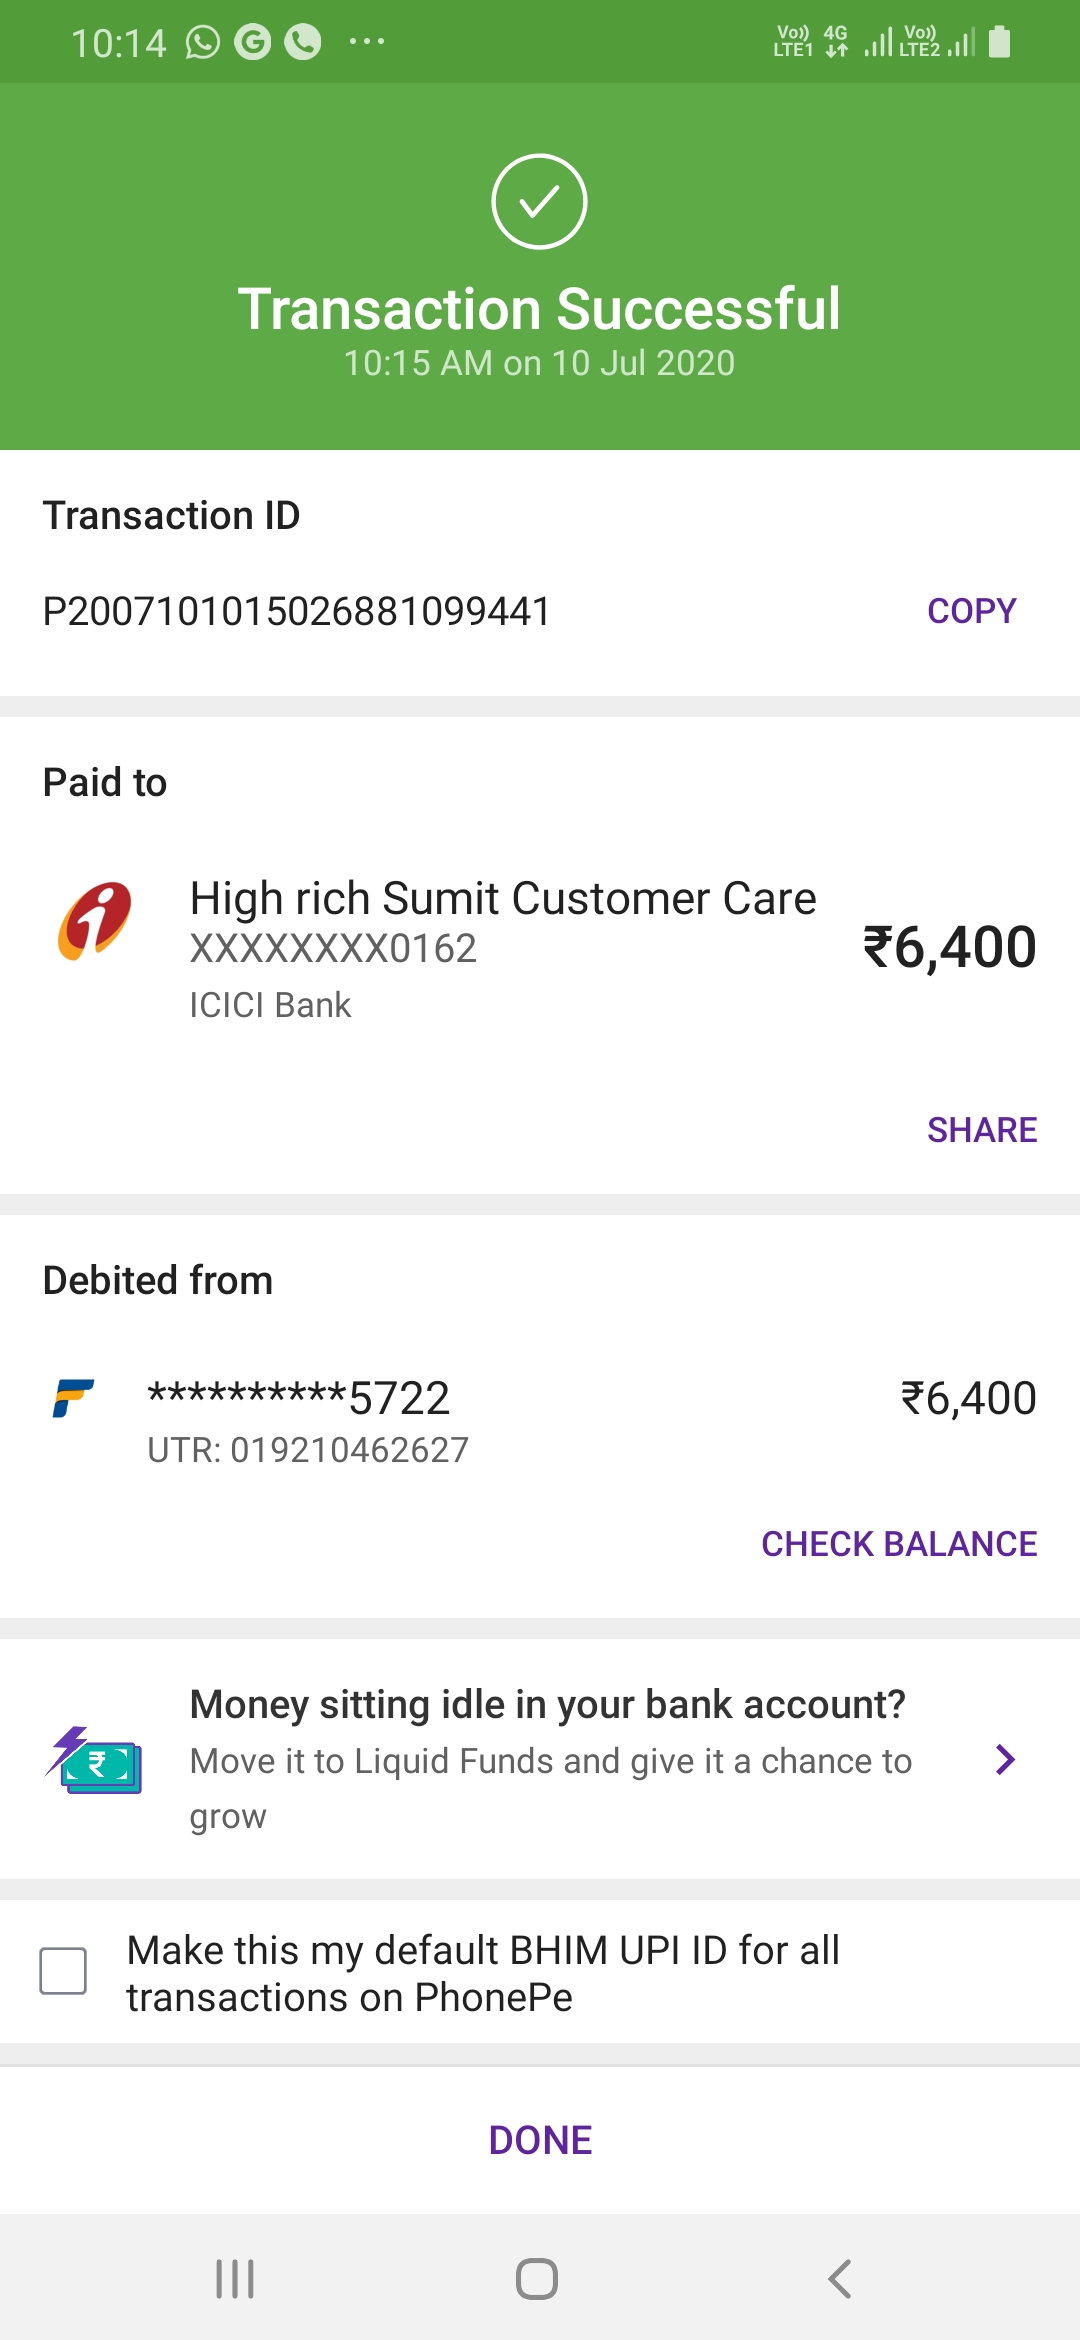 10:14
Vo)) 4G Vo))
LTE1 LTE2
Transaction Successful
10:15 AM on 10 Jul 2020
Transaction ID
P2007101015026881099441
COPY
Paid to
High rich Sumit Customer Care
XXXXXXXX0162
₹6,400
ICICI Bank
SHARE
Debited from
**********5722
₹6,400
UTR: 019210462627
CHECK BALANCE
Money sitting idle in your bank account?
Move it to Liquid Funds and give it a chance to
grow
Make this my default BHIM UPI ID for all
transactions on PhonePe
DONE